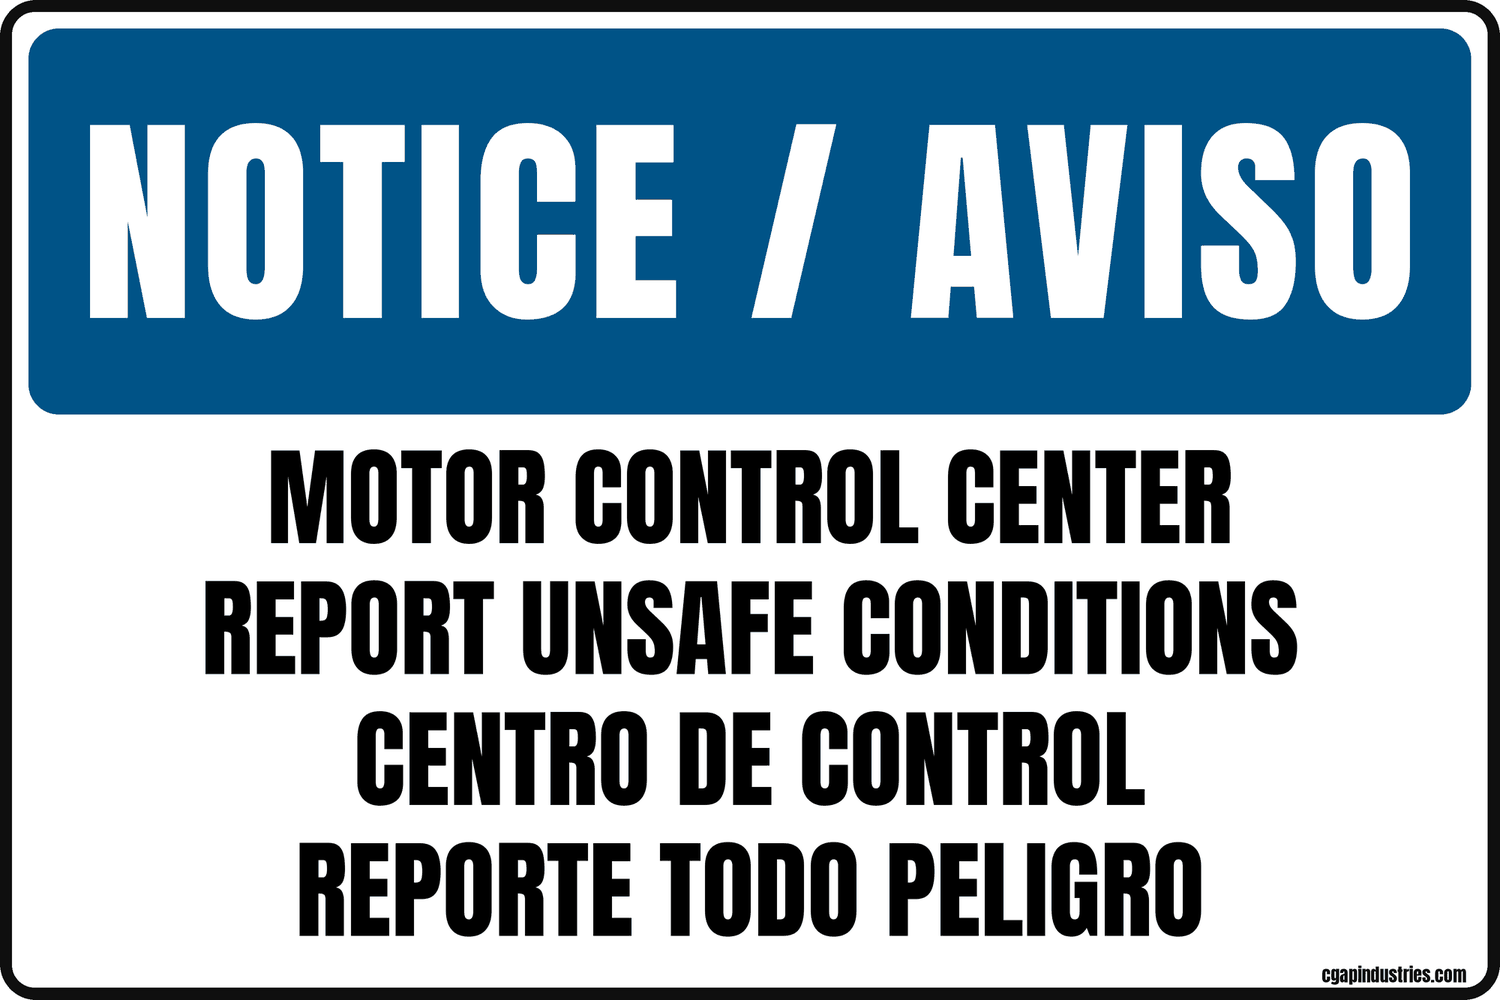 NOTICE / AVISO
MOTOR CONTROL CENTER
REPORT UNSAFE CONDITIONS
CENTRO DE CONTROL
REPORTE TODO PELIGRO
cgapindustries.com